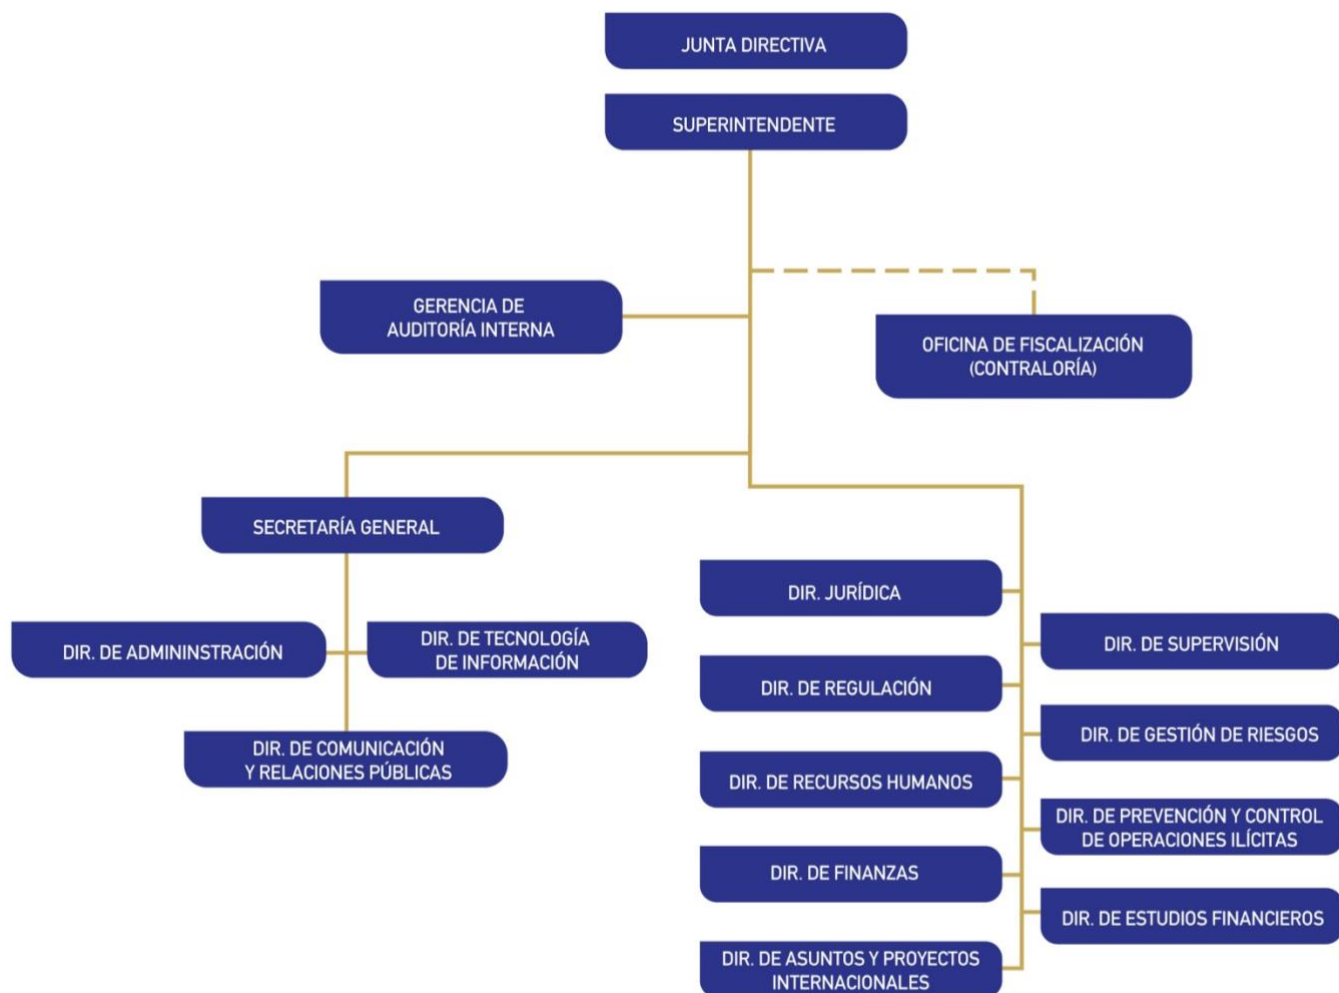 JUNTA DIRECTIVA
SUPERINTENDENTE
GERENCIA DE
AUDITORÍA INTERNA
OFICINA DE FISCALIZACIÓN
(CONTRALORÍA)
SECRETARÍA GENERAL
DIR. DE ADMININSTRACIÓN
DIR. DE TECNOLOGÍA
DE INFORMACIÓN
DIR. DE COMUNICACIÓN
Y RELACIONES PÚBLICAS
DIR. JURÍDICA
DIR. DE REGULACIÓN
DIR. DE RECURSOS HUMANOS
DIR. DE FINANZAS
DIR. DE ASUNTOS Y PROYECTOS
INTERNACIONALES
DIR. DE SUPERVISIÓN
DIR. DE GESTIÓN DE RIESGOS
DIR. DE PREVENCIÓN Y CONTROL
DE OPERACIONES ILÍCITAS
DIR. DE ESTUDIOS FINANCIEROS